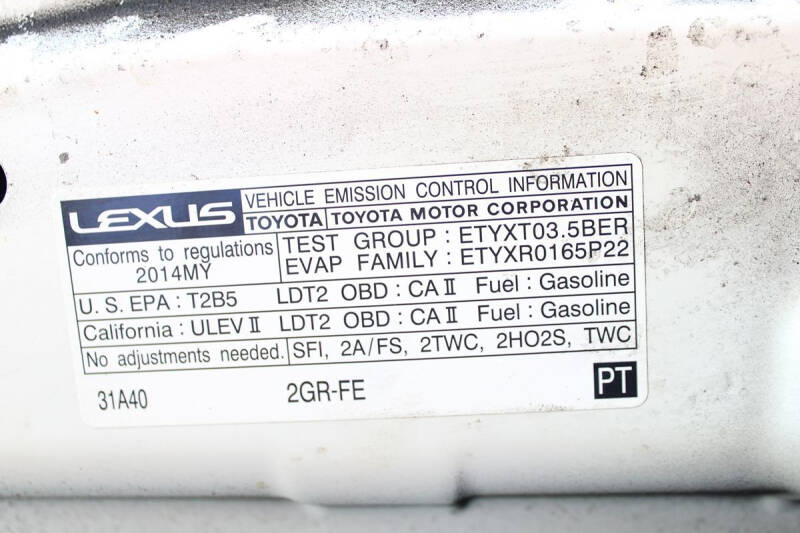 LEXUS VEHICLE EMISSION CONTROL INFORMATION
TOYOTA TOYOTA MOTOR CORPORATION
Conforms to regulations
2014MY
TEST GROUP : ETYXT03.5BER
EVAP FAMILY : ETYXR0165P22
U.S. EPA : T2B5 LDT2 OBD : CA II Fuel : Gasoline
California : ULEV II LDT2 OBD : CA II Fuel : Gasoline
No adjustments needed. SFI, 2A/FS, 2TWC, 2HO2S, TWC
31A40 2GR-FE PT